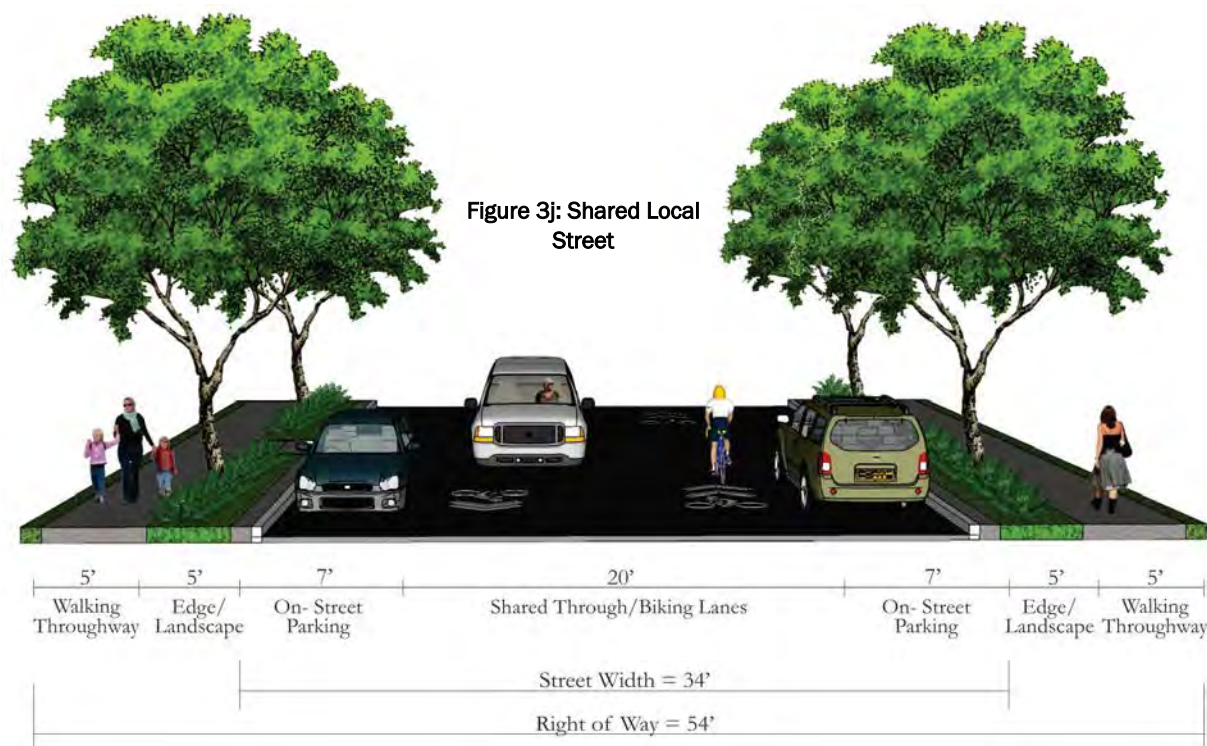 Figure 3j: Shared Local
Street
5' 5' 7' 20' 7' 5' 5'
Walking Edge/ On- Street Shared Through/Biking Lanes On- Street Edge/ Walking
Throughway Landscape Parking Parking Landscape Throughway
Street Width = 34'
Right of Way = 54'